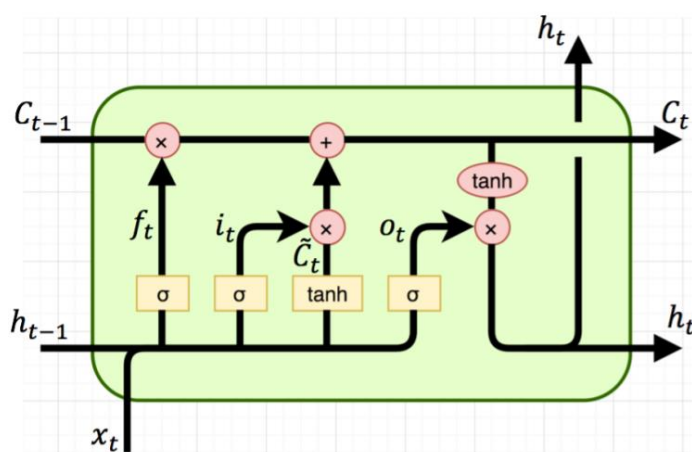 h_t
C_{t-1}
×
+
C_t
tanh
f_t
i_t
×
o_t
×
C̃_t
σ
σ
tanh
σ
h_{t-1}
h_t
x_t